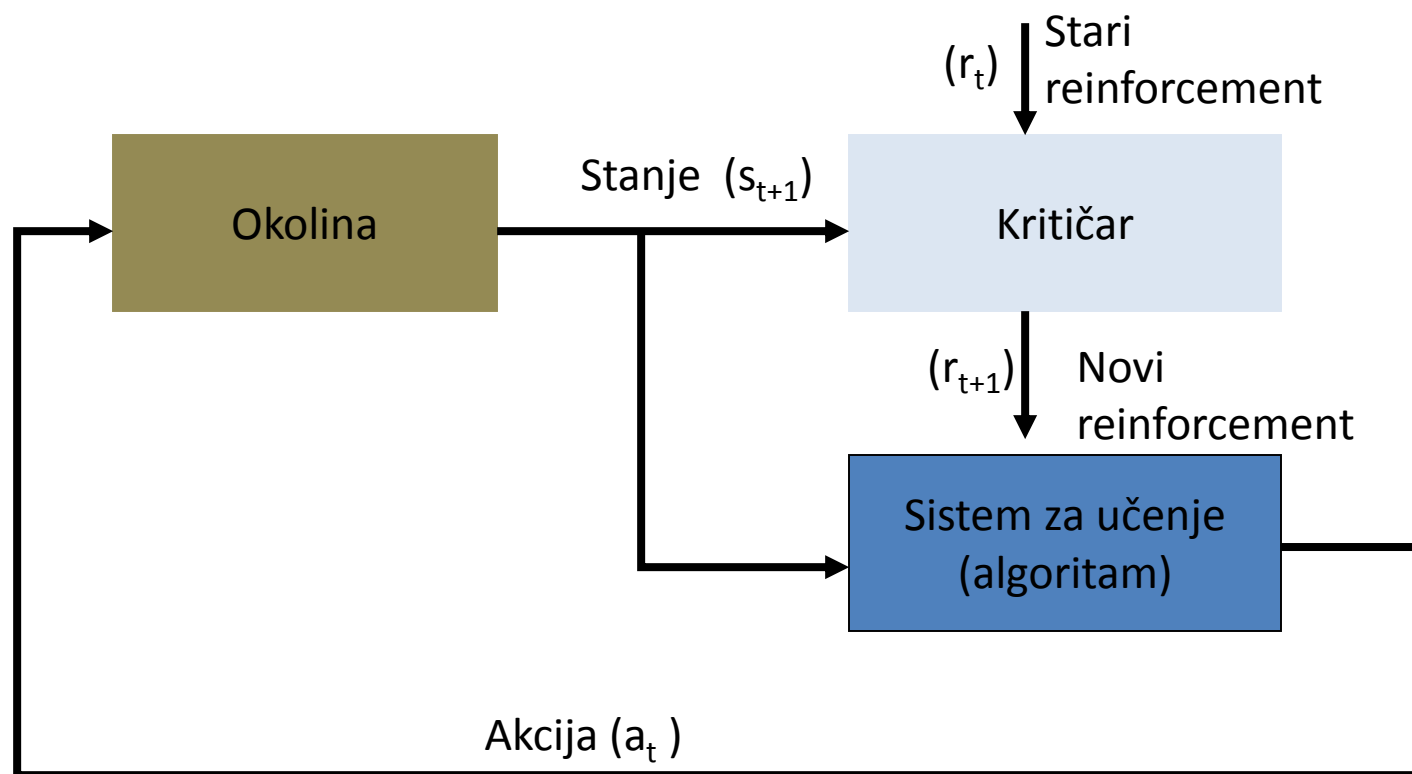 (rt)
Stari
reinforcement
Okolina
Stanje (st+1)
Kritičar
(rt+1)
Novi
reinforcement
Sistem za učenje
(algoritam)
Akcija (at )